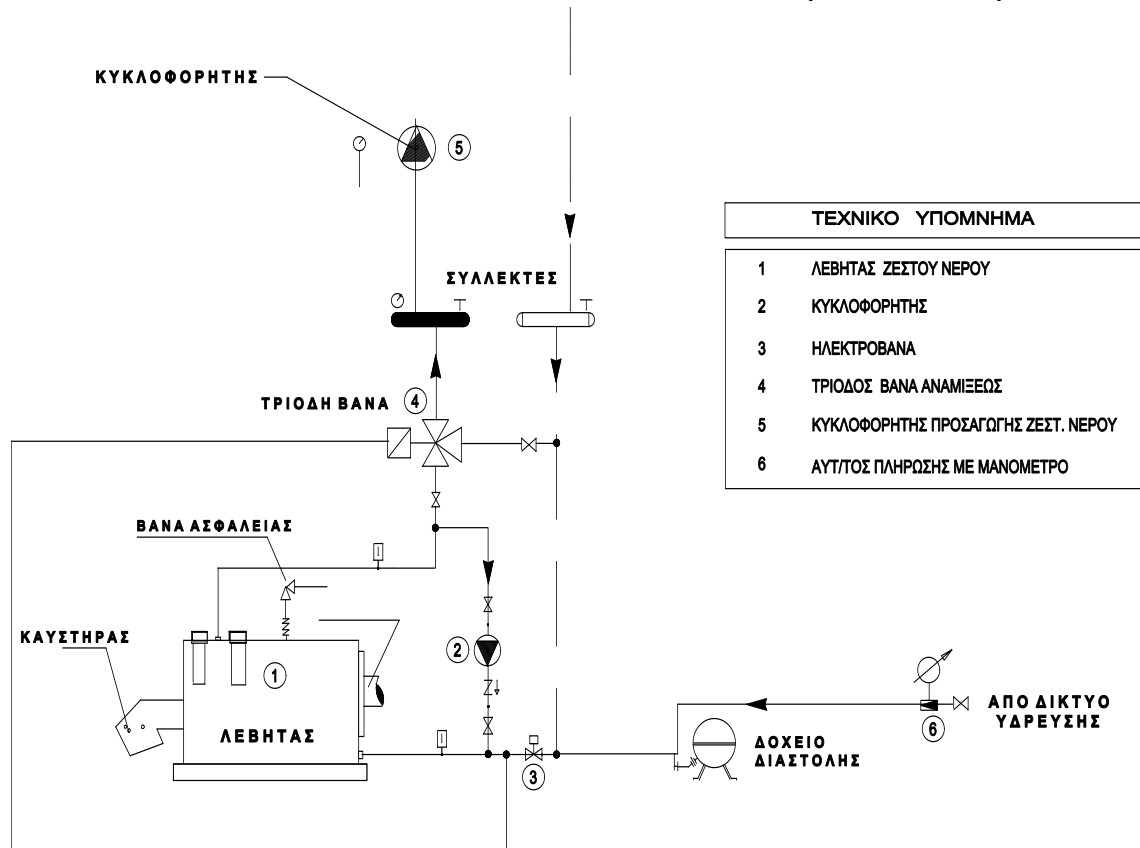 ΚΥΚΛΟΦΟΡΗΤΗΣ
5
ΣΥΛΛΕΚΤΕΣ
ΤΡΙΟΔΗ ΒΑΝΑ
4
ΒΑΝΑ ΑΣΦΑΛΕΙΑΣ
ΚΑΥΣΤΗΡΑΣ
1
ΛΕΒΗΤΑΣ
2
3
ΔΟΧΕΙΟ
ΔΙΑΣΤΟΛΗΣ
6
ΑΠΟ ΔΙΚΤΥΟ
ΥΔΡΕΥΣΗΣ
ΤΕΧΝΙΚΟ ΥΠΟΜΝΗΜΑ
1 ΛΕΒΗΤΑΣ ΖΕΣΤΟΥ ΝΕΡΟΥ
2 ΚΥΚΛΟΦΟΡΗΤΗΣ
3 ΗΛΕΚΤΡΟΒΑΝΑ
4 ΤΡΙΟΔΟΣ ΒΑΝΑ ΑΝΑΜΙΞΕΩΣ
5 ΚΥΚΛΟΦΟΡΗΤΗΣ ΠΡΟΣΑΓΩΓΗΣ ΖΕΣΤ. ΝΕΡΟΥ
6 ΑΥΤ/ΤΟΣ ΠΛΗΡΩΣΗΣ ΜΕ ΜΑΝΟΜΕΤΡΟ